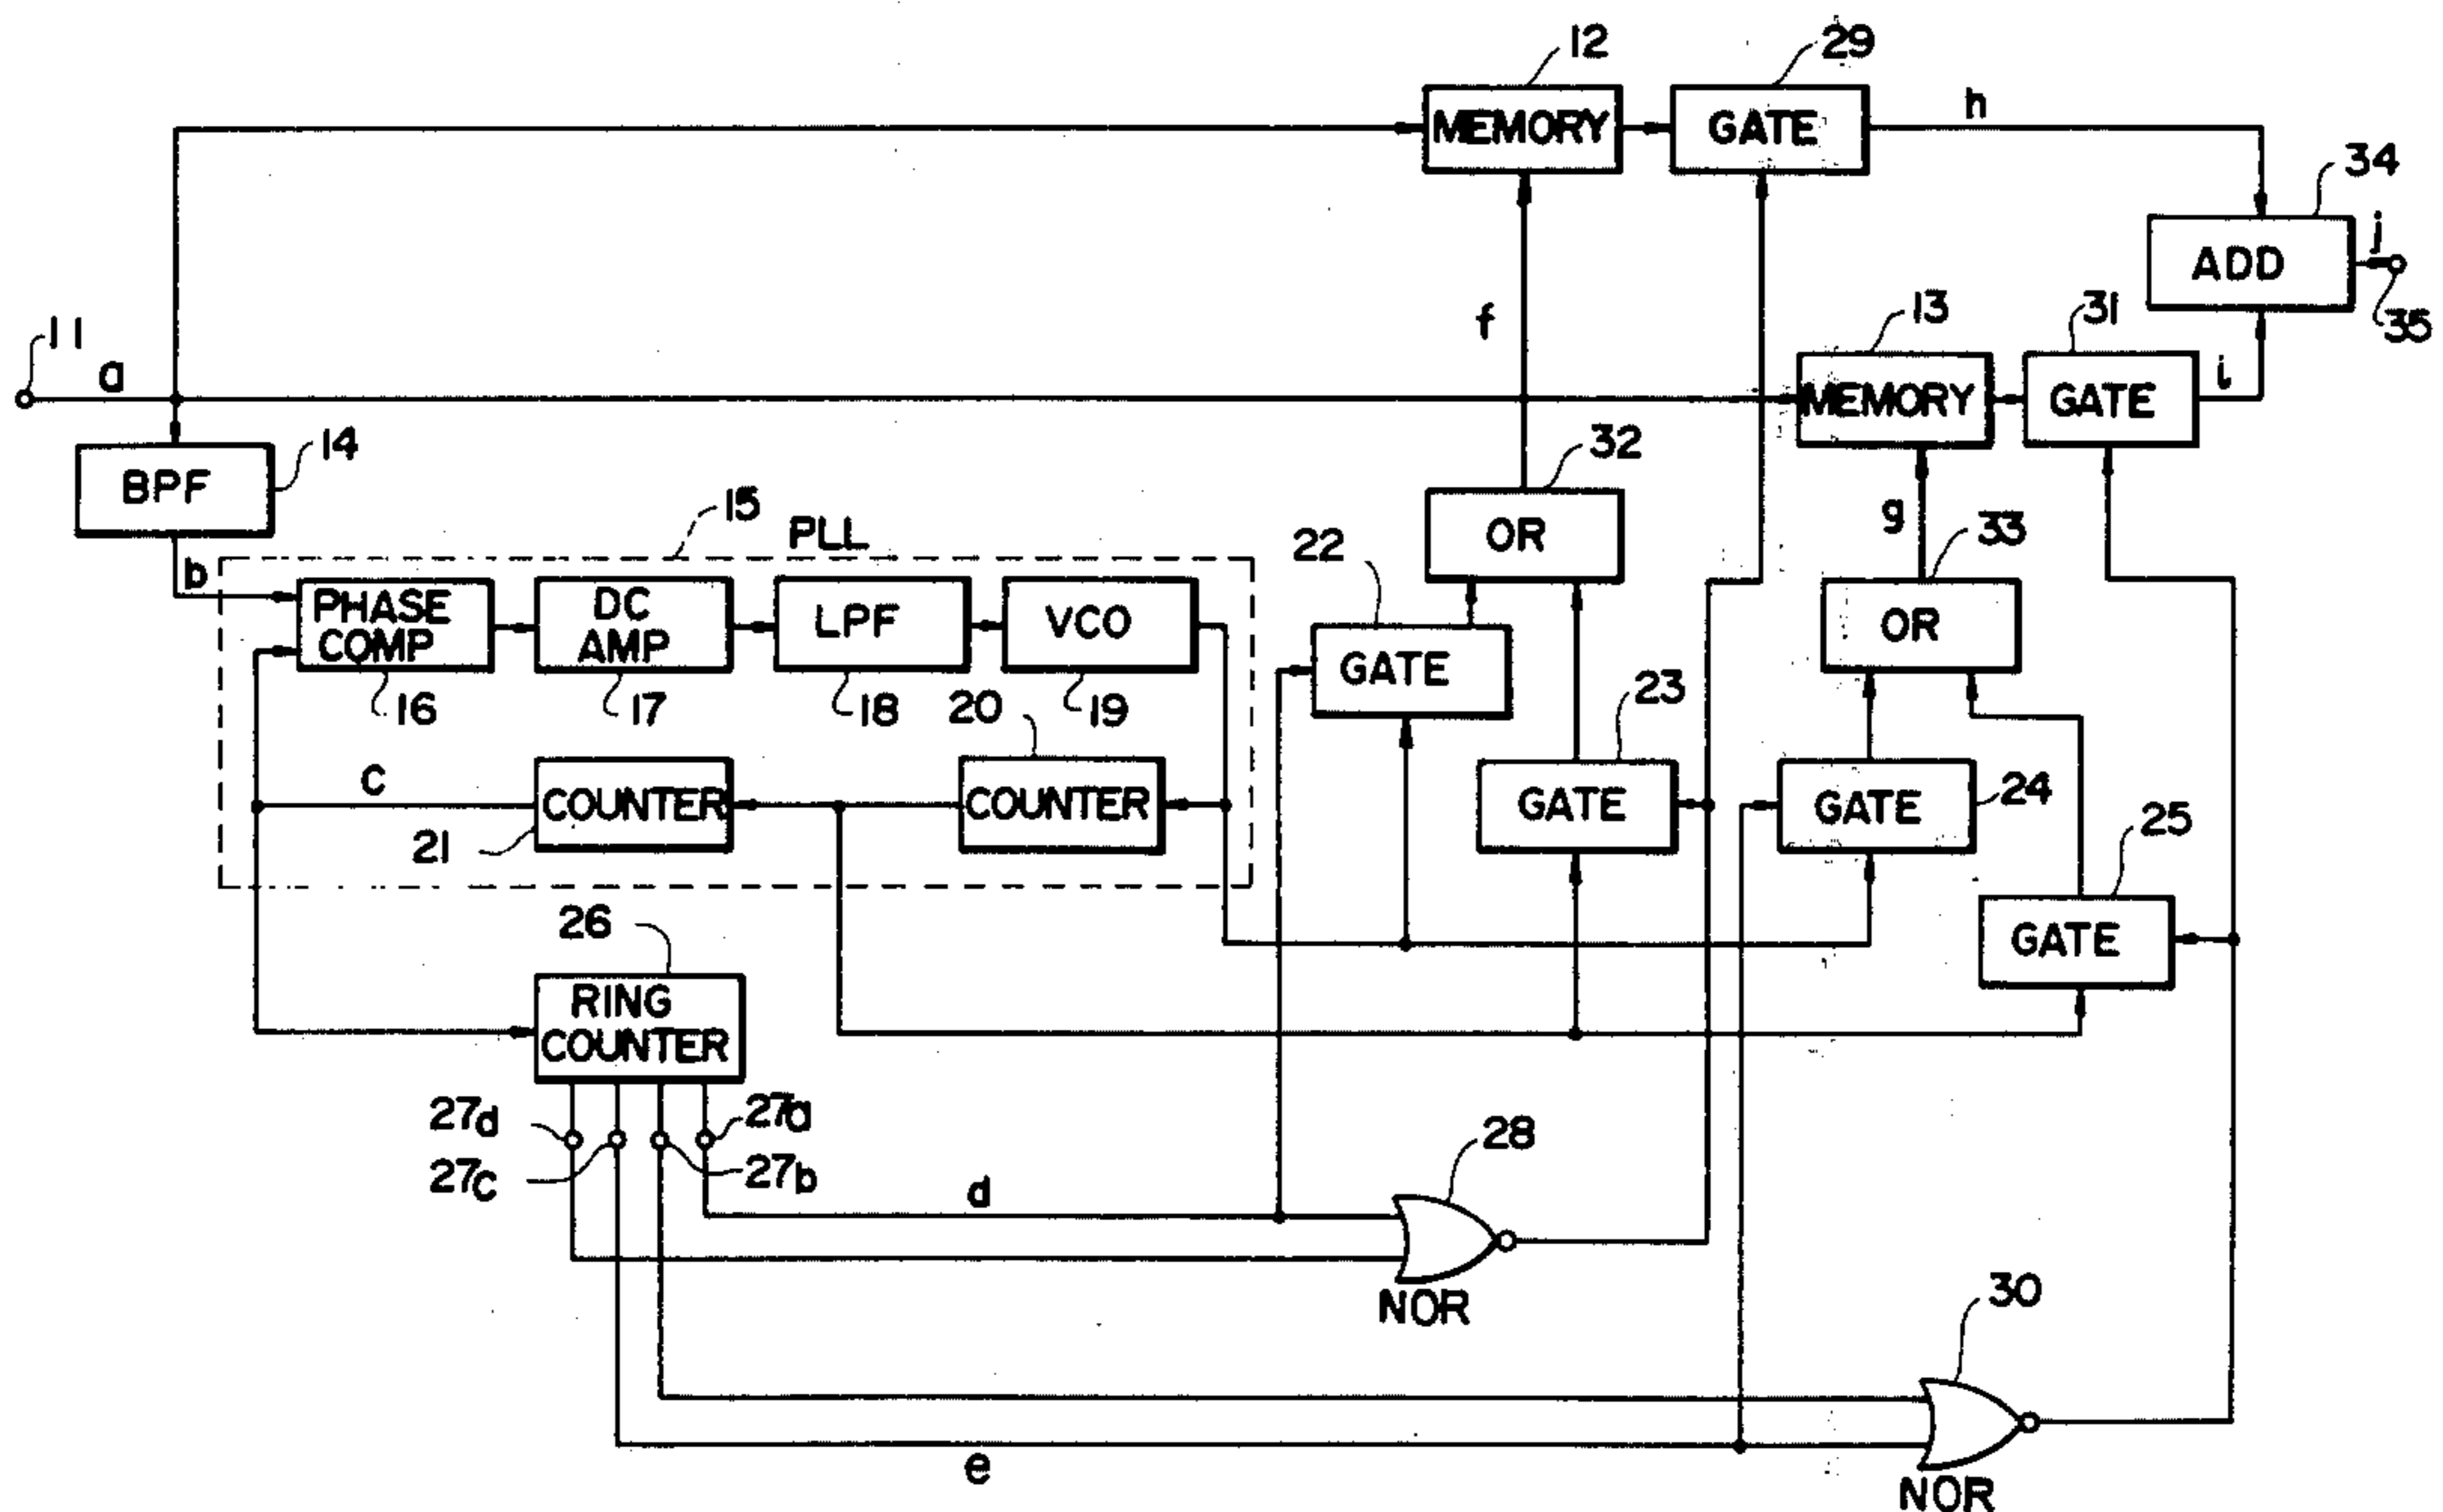 12
29
MEMORY
GATE
h
34
ADD
j
35
11
a
f
13
31
MEMORY
GATE
i
BPF
14
32
OR
g
33
OR
15
PLL
b
22
PHASE
COMP
DC
AMP
LPF
VCO
GATE
23
16
17
18
20
19
c
COUNTER
COUNTER
GATE
GATE
24
25
21
26
GATE
RING
COUNTER
27d
27a
27c
27b
d
28
NOR
30
e
NOR